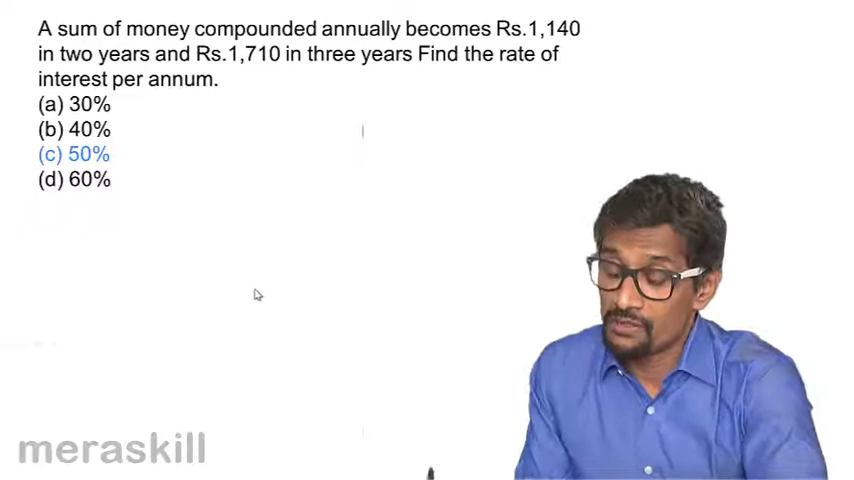 A sum of money compounded annually becomes Rs.1,140
in two years and Rs.1,710 in three years Find the rate of
interest per annum.
(a) 30%
(b) 40%
(c) 50%
(d) 60%
meraskill